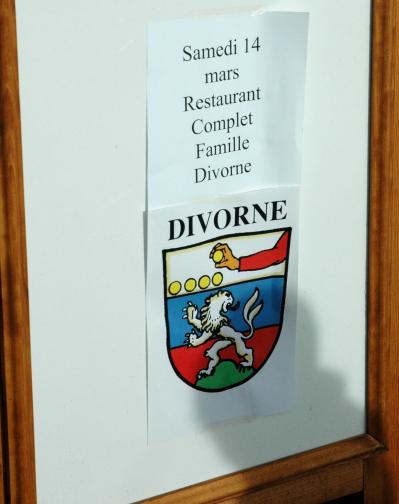 Samedi 14
mars
Restaurant
Complet
Famille
Divorne
DIVORNE